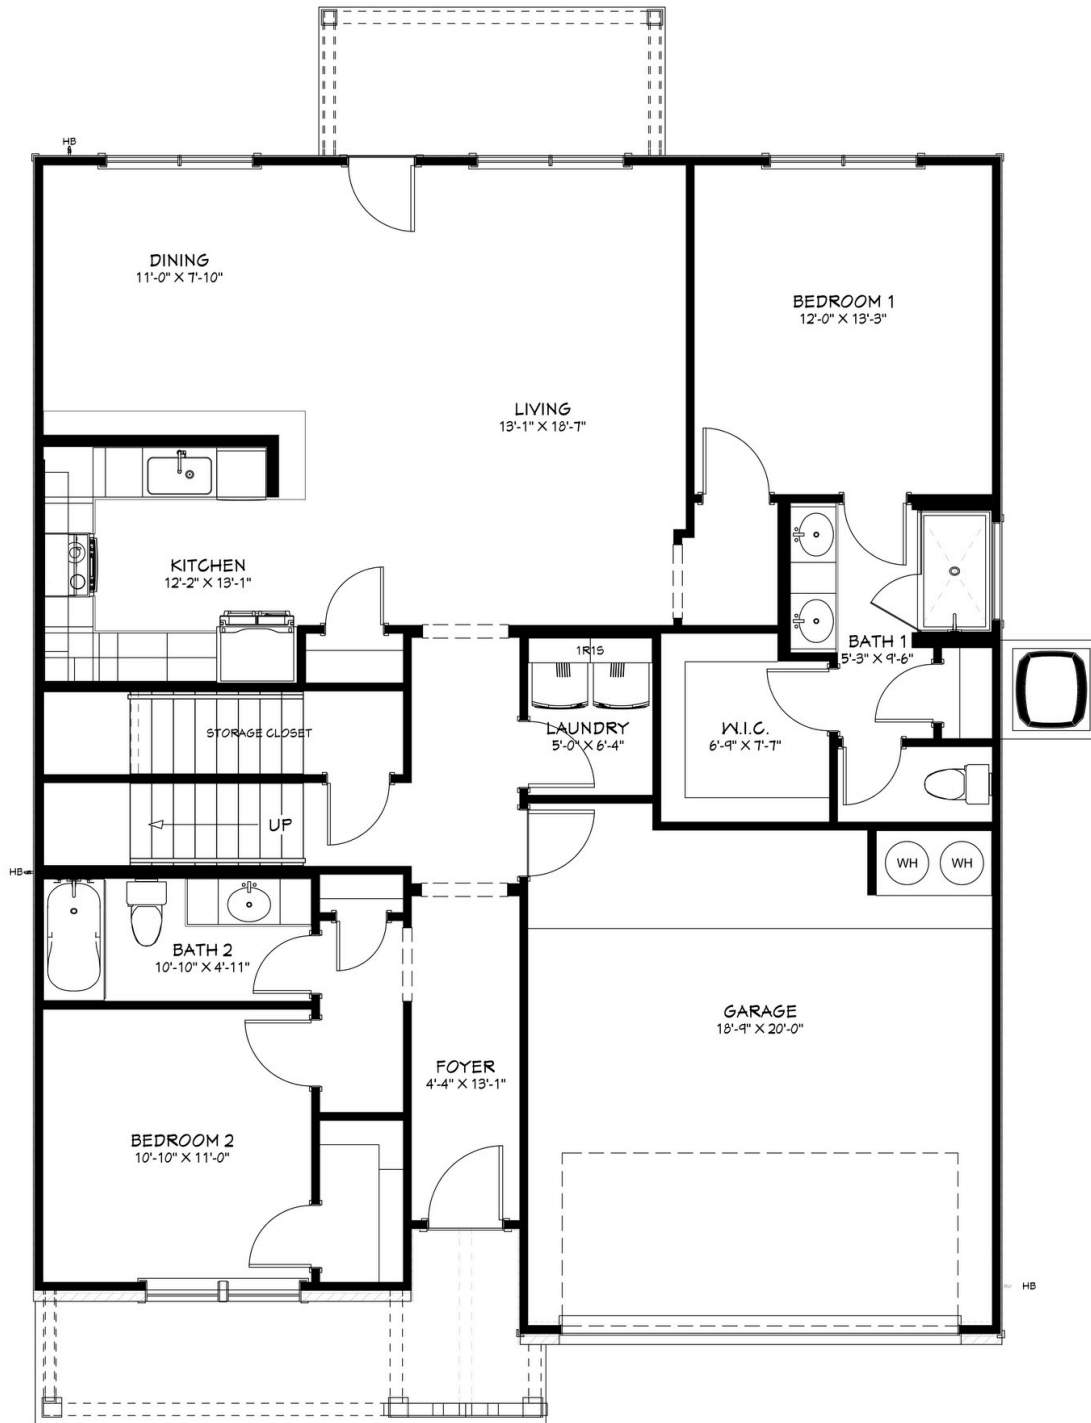 HB
DINING
11'-0" X 7'-10"
BEDROOM 1
12'-0" X 13'-3"
LIVING
13'-1" X 18'-7"
KITCHEN
12'-2" X 13'-1"
BATH 1
5'-3" X 9'-6"
1R1S
LAUNDRY
5'-0" X 6'-4"
W.I.C.
6'-9" X 7'-7"
STORAGE CLOSET
UP
HB
WH
WH
BATH 2
10'-10" X 4'-11"
GARAGE
18'-9" X 20'-0"
FOYER
4'-4" X 13'-1"
BEDROOM 2
10'-10" X 11'-0"
HB